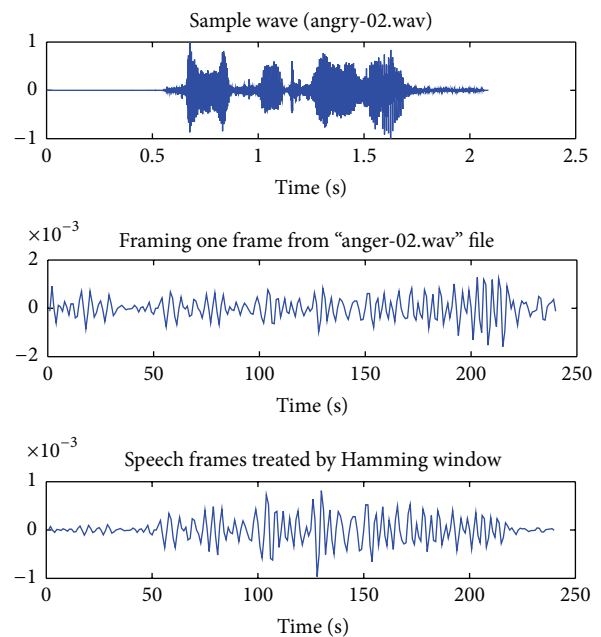 Sample wave (angry-02.wav)
1
0
−1
0 0.5 1 1.5 2 2.5
Time (s)
×10−3
Framing one frame from “anger-02.wav” file
2
0
−2
0 50 100 150 200 250
Time (s)
×10−3
Speech frames treated by Hamming window
1
0
−1
0 50 100 150 200 250
Time (s)